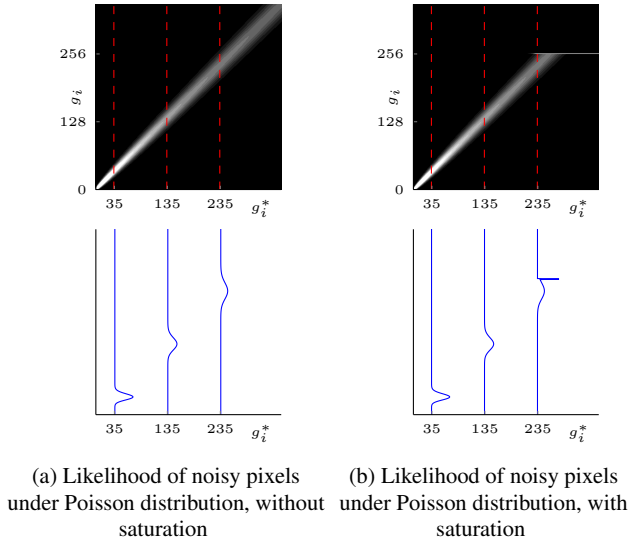 256
g_i
128
0
35 135 235 g_i^*
256
g_i
128
0
35 135 235 g_i^*
35 135 235 g_i^*
35 135 235 g_i^*
(a) Likelihood of noisy pixels
under Poisson distribution, without
saturation
(b) Likelihood of noisy pixels
under Poisson distribution, with
saturation